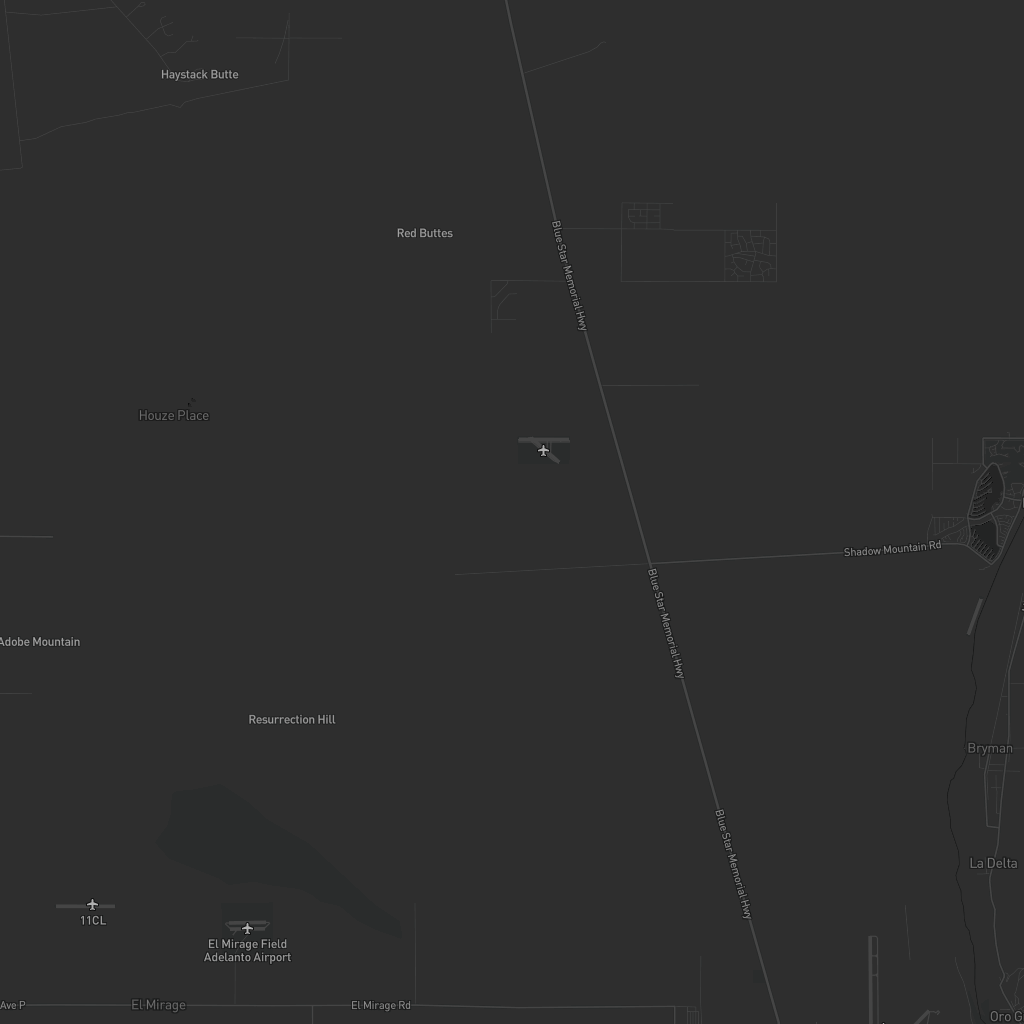 Haystack Butte
Red Buttes
Blue Star Memorial Hwy
Houze Place
Shadow Mountain Rd
Blue Star Memorial Hwy
Adobe Mountain
Resurrection Hill
Bryman
Blue Star Memorial Hwy
La Delta
11CL
El Mirage Field
Adelanto Airport
Ave P
El Mirage
El Mirage Rd
Oro G